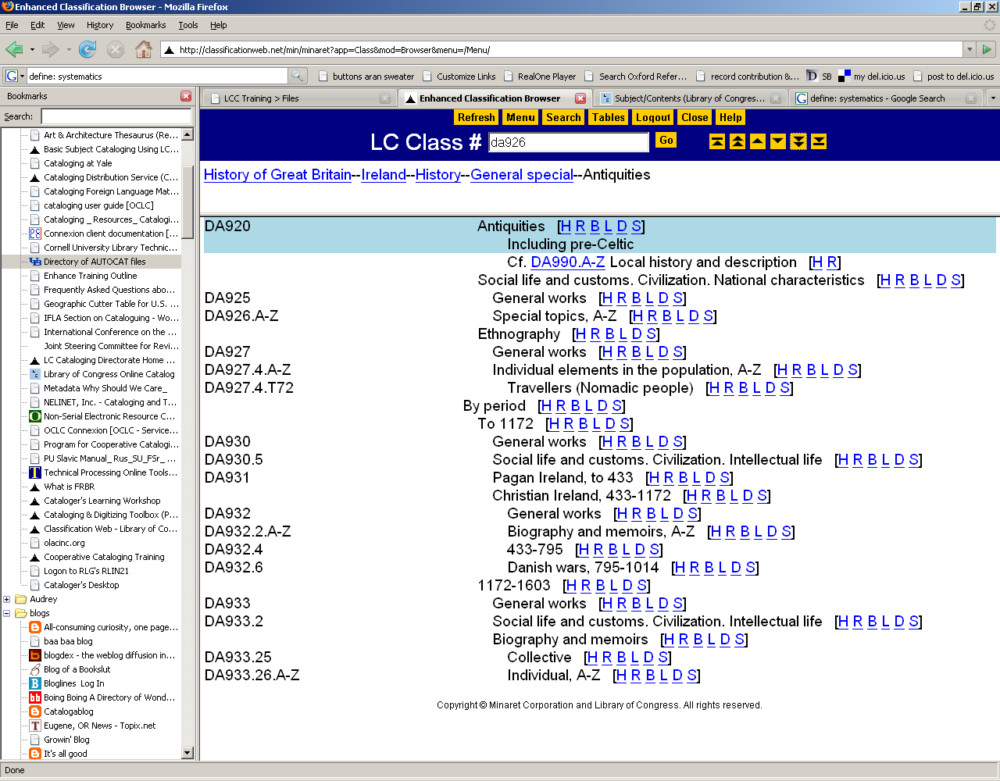 Enhanced Classification Browser - Mozilla Firefox
File Edit View History Bookmarks Tools Help
http://classificationweb.net/min/minaret?app=Class&mod=Browser&menu=/Menu/
G define: systematics buttons aran sweater Customize Links RealOne Player Search Oxford Refer... record contribution &... D SB my del.icio.us post to del.icio.us
Bookmarks
LCC Training > Files Enhanced Classification Browser Subject/Contents (Library of Congres... G define: systematics - Google Search
Search:
Refresh Menu Search Tables Logout Close Help
LC Class # da926 Go
History of Great Britain--Ireland--History--General special--Antiquities
DA920 Antiquities [H R B L D S]
Including pre-Celtic
Cf. DA990.A-Z Local history and description [H R]
Social life and customs. Civilization. National characteristics [H R B L D S]
DA925 General works [H R B L D S]
DA926.A-Z Special topics, A-Z [H R B L D S]
Ethnography [H R B L D S]
DA927 General works [H R B L D S]
DA927.4.A-Z Individual elements in the population, A-Z [H R B L D S]
DA927.4.T72 Travellers (Nomadic people) [H R B L D S]
By period [H R B L D S]
To 1172 [H R B L D S]
DA930 General works [H R B L D S]
DA930.5 Social life and customs. Civilization. Intellectual life [H R B L D S]
DA931 Pagan Ireland, to 433 [H R B L D S]
Christian Ireland, 433-1172 [H R B L D S]
DA932 General works [H R B L D S]
DA932.2.A-Z Biography and memoirs, A-Z [H R B L D S]
DA932.4 433-795 [H R B L D S]
DA932.6 Danish wars, 795-1014 [H R B L D S]
1172-1603 [H R B L D S]
DA933 General works [H R B L D S]
DA933.2 Social life and customs. Civilization. Intellectual life [H R B L D S]
Biography and memoirs [H R B L D S]
DA933.25 Collective [H R B L D S]
DA933.26.A-Z Individual, A-Z [H R B L D S]
Copyright © Minaret Corporation and Library of Congress. All rights reserved.
Art & Architecture Thesaurus (Re...
Basic Subject Cataloging Using LC...
Cataloging at Yale
Cataloging Distribution Service (C...
Cataloging Foreign Language Mat...
cataloging user guide [OCLC]
Cataloging _ Resources_ Catalogi...
Connexion client documentation [...
Cornell University Library Technic...
Directory of AUTOCAT files
Enhance Training Outline
Frequently Asked Questions abo...
Geographic Cutter Table for U.S. ...
IFLA Section on Cataloguing - Wo...
International Conference on the ...
Joint Steering Committee for Revi...
LC Cataloging Directorate Home ...
Library of Congress Online Catalog
Metadata Why Should We Care_
NELINET, Inc. - Cataloging and T...
Non-Serial Electronic Resource C...
OCLC Connexion [OCLC - Service...
Program for Cooperative Catalogi...
PU Slavic Manual_ Rus_SU_FSr_ ...
Technical Processing Online Tools...
What is FRBR
Cataloger's Learning Workshop
Cataloging & Digitizing Toolbox (P...
Classification Web - Library of Co...
olacinc.org
Cooperative Cataloging Training
Logon to RLG's RLIN21
Cataloger's Desktop
Audrey
blogs
All-consuming curiosity, one page...
baa baa blog
blogdex - the weblog diffusion in...
Blog of a Bookslut
B Bloglines Log In
bb Boing Boing A Directory of Wond...
Catalogablog
T Eugene, OR News - Topix.net
Growin' Blog
It's all good
Done